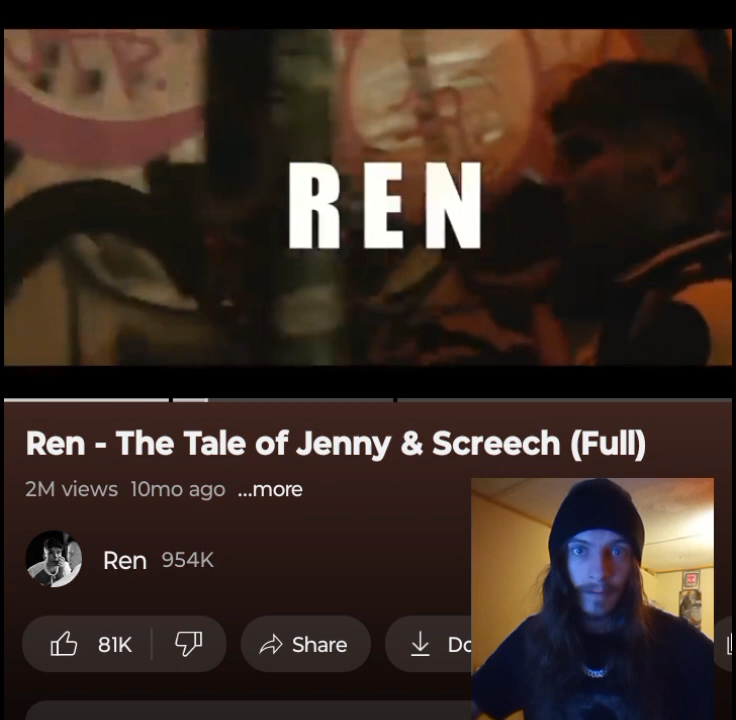 REN
Ren - The Tale of Jenny & Screech (Full)
2M views 10mo ago ...more
Ren 954K
81K Share Do